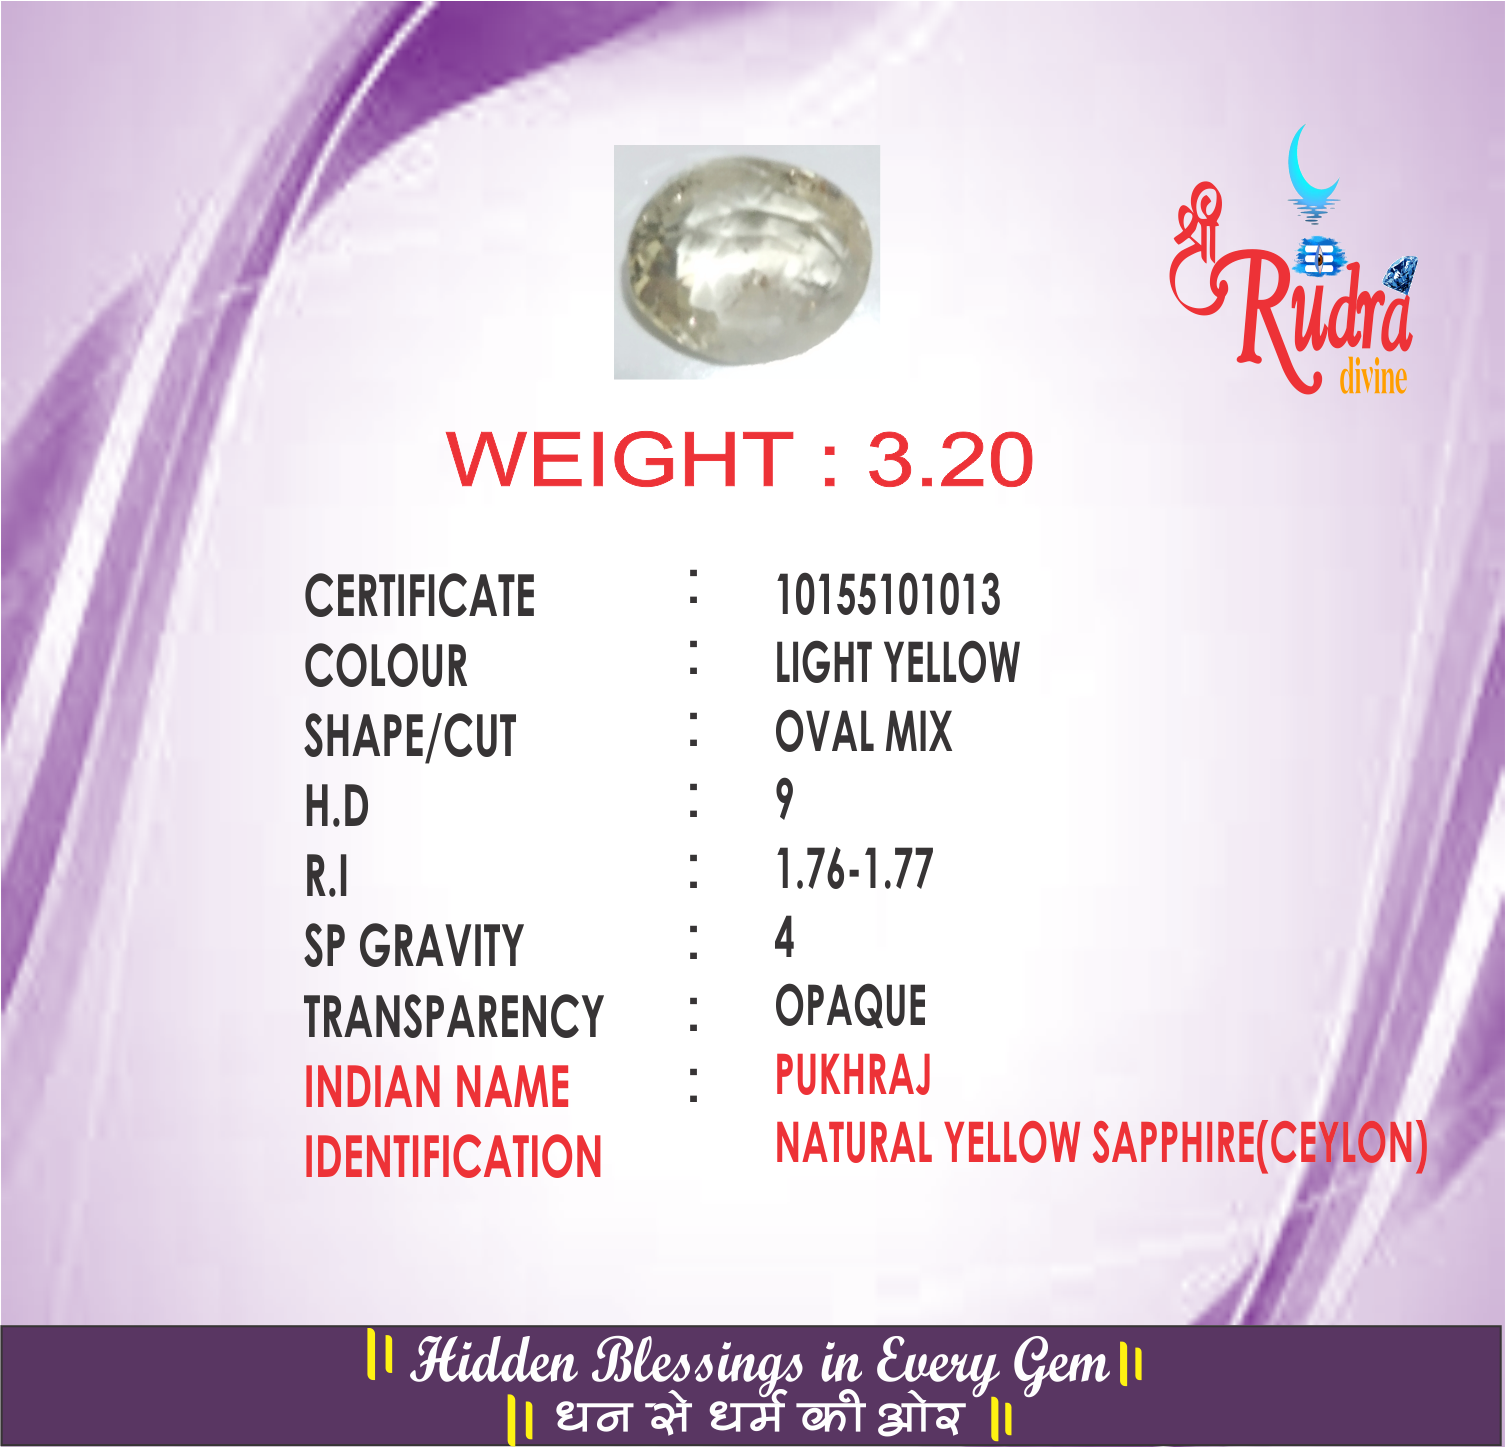 श्री
Rudra
divine
WEIGHT : 3.20
CERTIFICATE : 10155101013
COLOUR : LIGHT YELLOW
SHAPE/CUT : OVAL MIX
H.D : 9
R.I : 1.76-1.77
SP GRAVITY : 4
TRANSPARENCY : OPAQUE
INDIAN NAME : PUKHRAJ
IDENTIFICATION NATURAL YELLOW SAPPHIRE(CEYLON)
|| Hidden Blessings in Every Gem ||
|| धन से धर्म की ओर ||